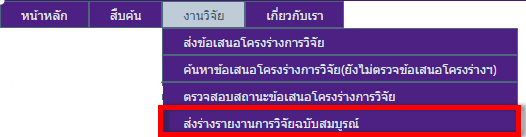 หน้าหลัก สืบค้น งานวิจัย เกี่ยวกับเรา
ส่งข้อเสนอโครงร่างการวิจัย
ค้นหาข้อเสนอโครงร่างการวิจัย(ยังไม่ตรวจข้อเสนอโครงร่างฯ)
ตรวจสอบสถานะข้อเสนอโครงร่างการวิจัย
ส่งร่างรายงานการวิจัยฉบับสมบูรณ์